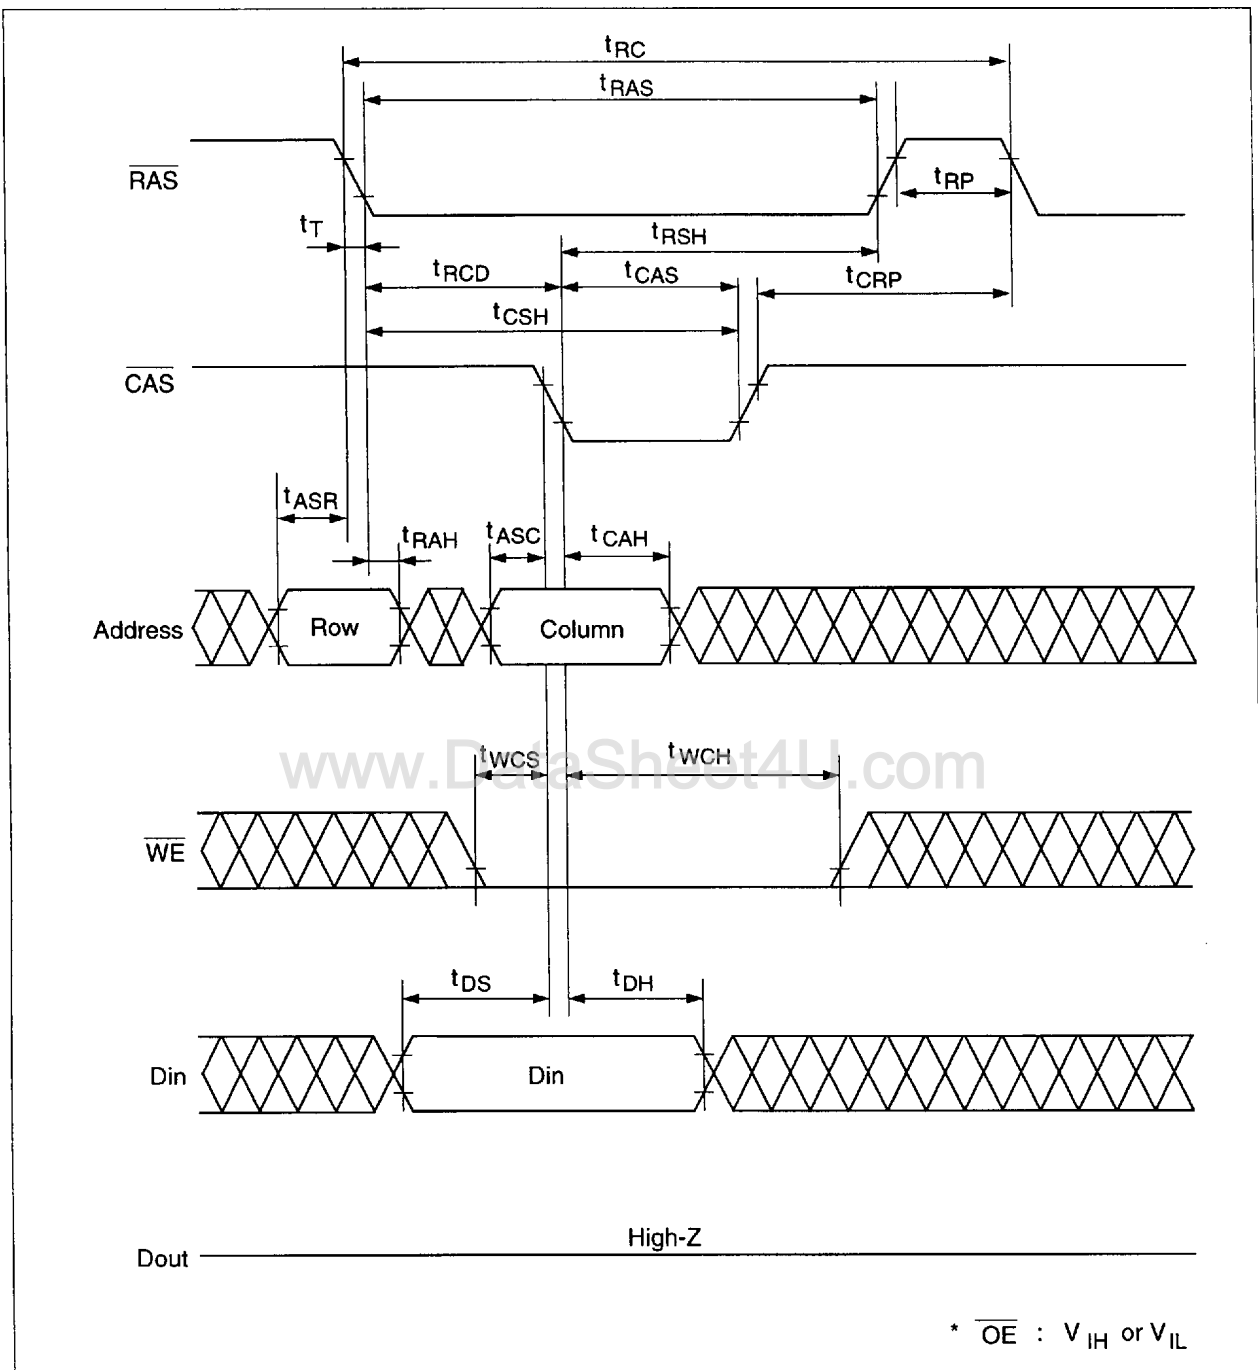 tRC
tRAS
RAS
tRP
tT
tRSH
tRCD
tCAS
tCRP
tCSH
CAS
tASR
tRAH
tASC
tCAH
Address
Row
Column
www.DataSheet4U.com
tWCS
tWCH
WE
tDS
tDH
Din
Din
High-Z
Dout
* OE : VIH or VIL